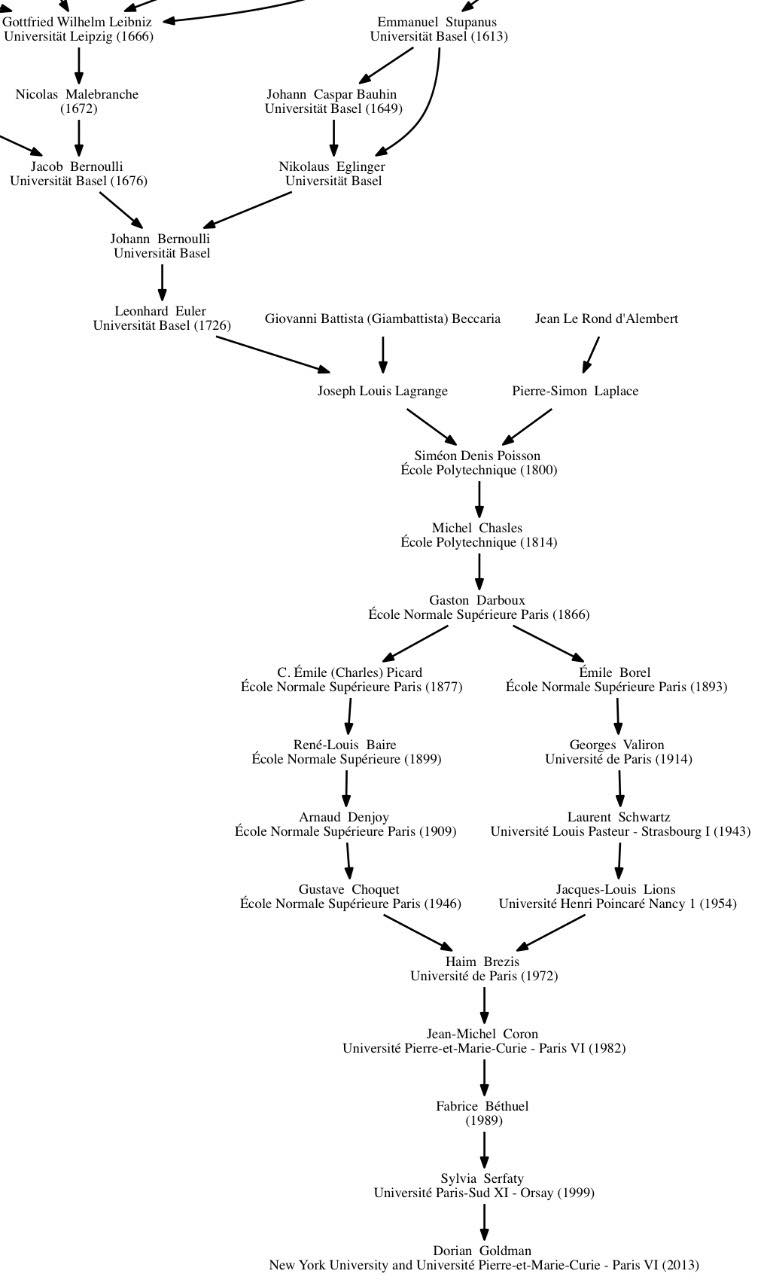 Gottfried Wilhelm Leibniz
Universität Leipzig (1666)
Emmanuel Stupanus
Universität Basel (1613)
Nicolas Malebranche
(1672)
Johann Caspar Bauhin
Universität Basel (1649)
Jacob Bernoulli
Universität Basel (1676)
Nikolaus Eglinger
Universität Basel
Johann Bernoulli
Universität Basel
Leonhard Euler
Universität Basel (1726)
Giovanni Battista (Giambattista) Beccaria
Jean Le Rond d'Alembert
Joseph Louis Lagrange
Pierre-Simon Laplace
Siméon Denis Poisson
École Polytechnique (1800)
Michel Chasles
École Polytechnique (1814)
Gaston Darboux
École Normale Supérieure Paris (1866)
C. Émile (Charles) Picard
École Normale Supérieure Paris (1877)
Émile Borel
École Normale Supérieure Paris (1893)
René-Louis Baire
École Normale Supérieure (1899)
Georges Valiron
Université de Paris (1914)
Arnaud Denjoy
École Normale Supérieure Paris (1909)
Laurent Schwartz
Université Louis Pasteur - Strasbourg I (1943)
Gustave Choquet
École Normale Supérieure Paris (1946)
Jacques-Louis Lions
Université Henri Poincaré Nancy 1 (1954)
Haim Brezis
Université de Paris (1972)
Jean-Michel Coron
Université Pierre-et-Marie-Curie - Paris VI (1982)
Fabrice Béthuel
(1989)
Sylvia Serfaty
Université Paris-Sud XI - Orsay (1999)
Dorian Goldman
New York University and Université Pierre-et-Marie-Curie - Paris VI (2013)